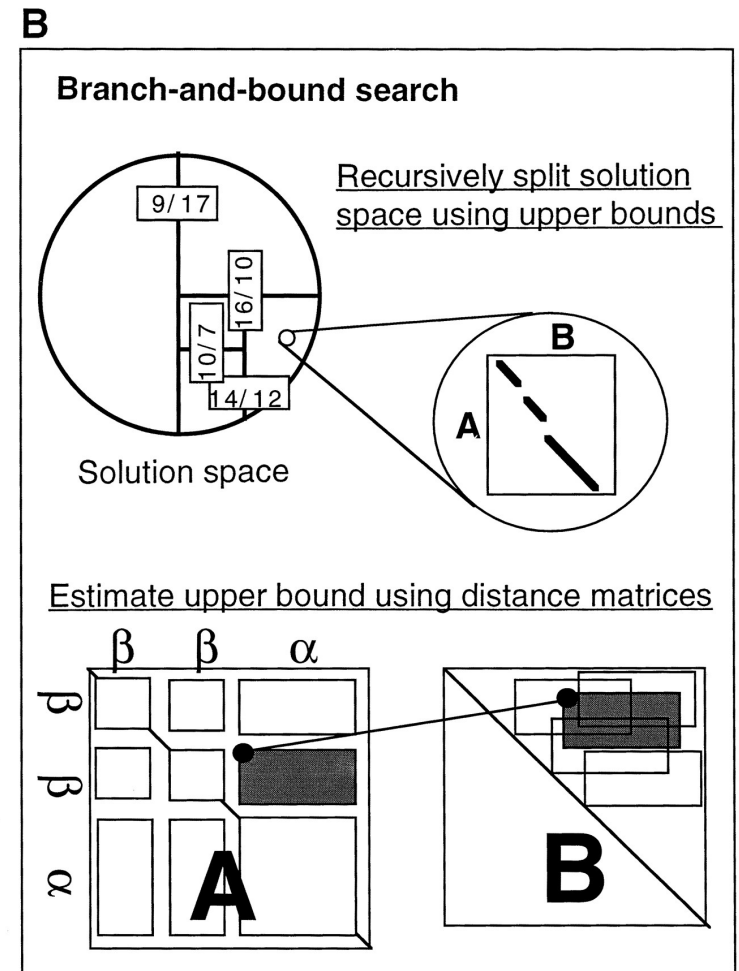 B
Branch-and-bound search
Recursively split solution
space using upper bounds
9/17
16/10
10/7
14/12
B
A
Solution space
Estimate upper bound using distance matrices
β β α
β
β
α
A
B